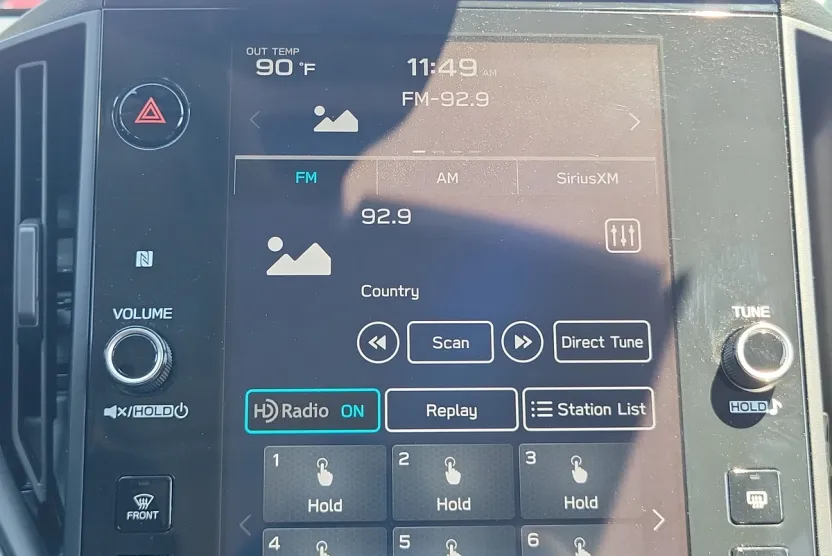 OUT TEMP
90 °F
11:49 AM
FM-92.9
FM AM SiriusXM
92.9
Country
VOLUME
TUNE
Scan
Direct Tune
/HOLD
HOLD
HD Radio ON
Replay
Station List
1 2 3
Hold Hold Hold
FRONT
4 5 6